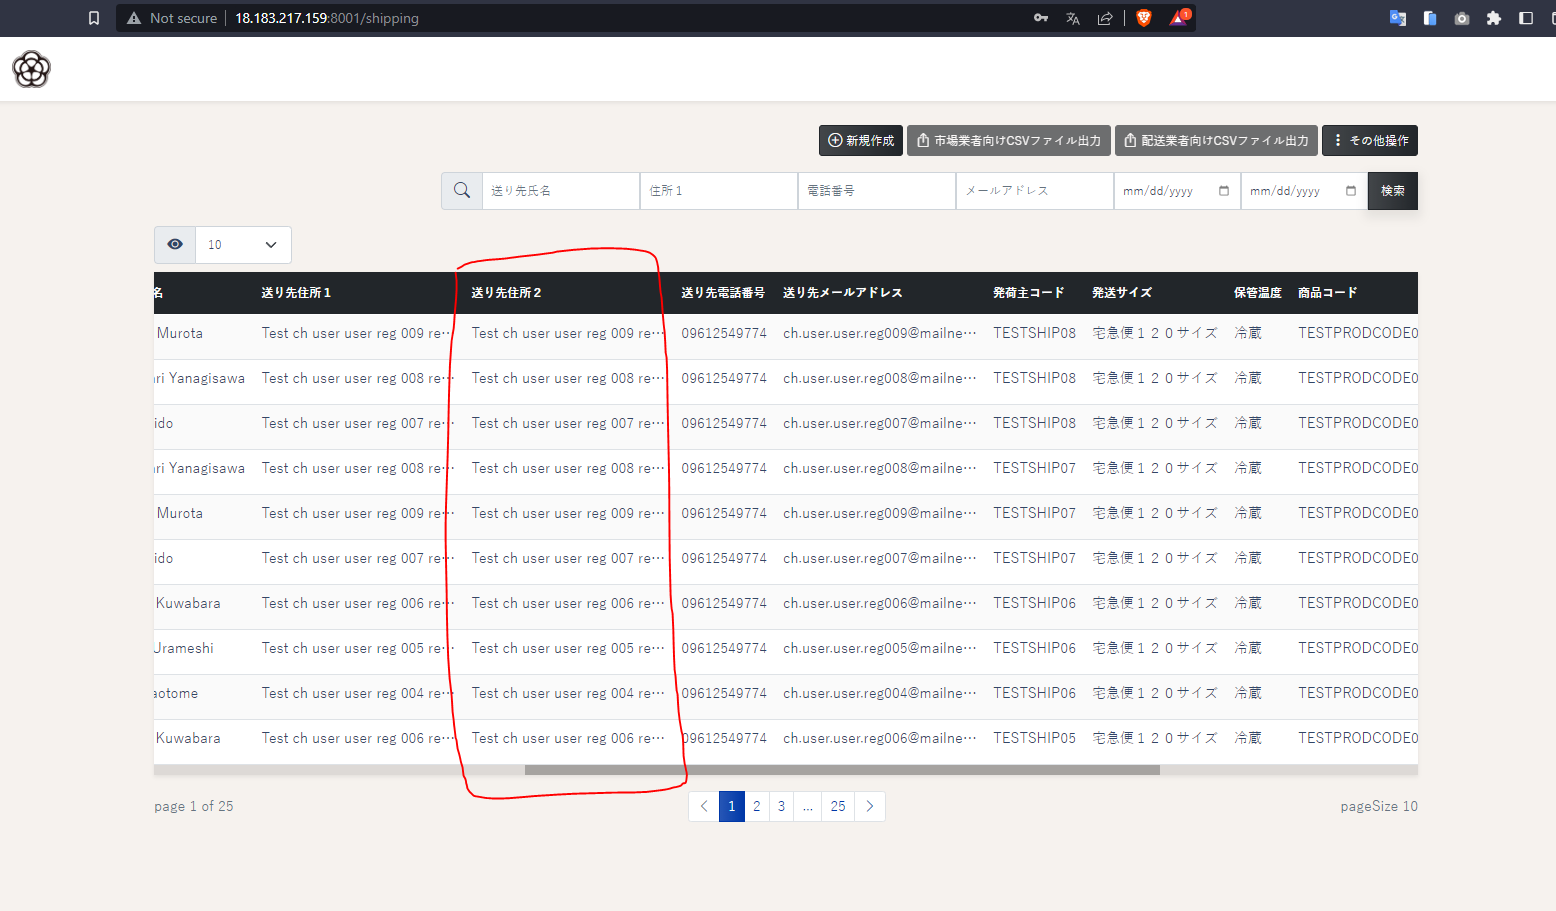 Not secure 18.183.217.159:8001/shipping 1
新規作成 市場業者向けCSVファイル出力 配送業者向けCSVファイル出力 その他操作
送り先氏名 住所１ 電話番号 メールアドレス mm/dd/yyyy mm/dd/yyyy 検索
10
名 送り先住所１ 送り先住所２ 送り先電話番号 送り先メールアドレス 発荷主コード 発送サイズ 保管温度 商品コード
Murota Test ch user user reg 009 re… Test ch user user reg 009 re… 09612549774 ch.user.user.reg009@mailne… TESTSHIP08 宅急便１２０サイズ 冷蔵 TESTPRODCODE0
ri Yanagisawa Test ch user user reg 008 re… Test ch user user reg 008 re… 09612549774 ch.user.user.reg008@mailne… TESTSHIP08 宅急便１２０サイズ 冷蔵 TESTPRODCODE0
ido Test ch user user reg 007 re… Test ch user user reg 007 re… 09612549774 ch.user.user.reg007@mailne… TESTSHIP08 宅急便１２０サイズ 冷蔵 TESTPRODCODE0
ri Yanagisawa Test ch user user reg 008 re… Test ch user user reg 008 re… 09612549774 ch.user.user.reg008@mailne… TESTSHIP07 宅急便１２０サイズ 冷蔵 TESTPRODCODE0
Murota Test ch user user reg 009 re… Test ch user user reg 009 re… 09612549774 ch.user.user.reg009@mailne… TESTSHIP07 宅急便１２０サイズ 冷蔵 TESTPRODCODE0
ido Test ch user user reg 007 re… Test ch user user reg 007 re… 09612549774 ch.user.user.reg007@mailne… TESTSHIP07 宅急便１２０サイズ 冷蔵 TESTPRODCODE0
Kuwabara Test ch user user reg 006 re… Test ch user user reg 006 re… 09612549774 ch.user.user.reg006@mailne… TESTSHIP06 宅急便１２０サイズ 冷蔵 TESTPRODCODE0
Urameshi Test ch user user reg 005 re… Test ch user user reg 005 re… 09612549774 ch.user.user.reg005@mailne… TESTSHIP06 宅急便１２０サイズ 冷蔵 TESTPRODCODE0
aotome Test ch user user reg 004 re… Test ch user user reg 004 re… 09612549774 ch.user.user.reg004@mailne… TESTSHIP06 宅急便１２０サイズ 冷蔵 TESTPRODCODE0
Kuwabara Test ch user user reg 006 re… Test ch user user reg 006 re… 09612549774 ch.user.user.reg006@mailne… TESTSHIP05 宅急便１２０サイズ 冷蔵 TESTPRODCODE0
page 1 of 25 1 2 3 ... 25 pageSize 10